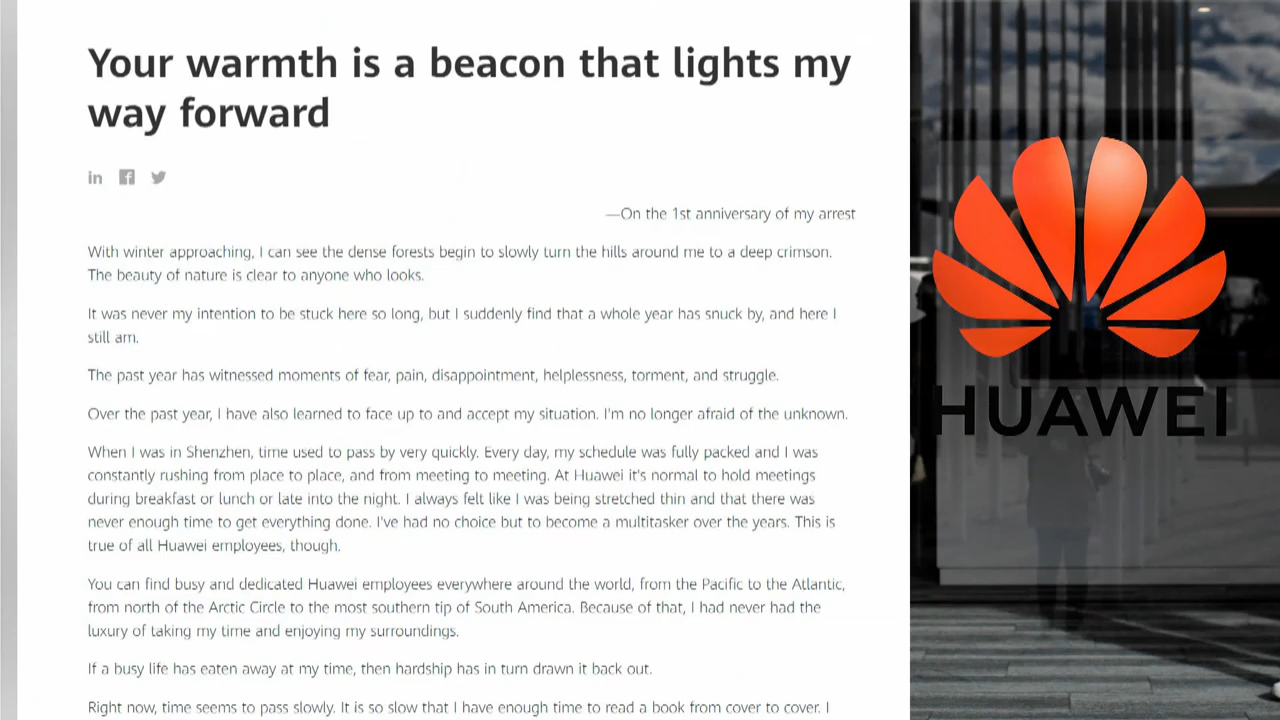 Your warmth is a beacon that lights my
way forward
in
—On the 1st anniversary of my arrest
With winter approaching, I can see the dense forests begin to slowly turn the hills around me to a deep crimson.
The beauty of nature is clear to anyone who looks.
It was never my intention to be stuck here so long, but I suddenly find that a whole year has snuck by, and here I
still am.
The past year has witnessed moments of fear, pain, disappointment, helplessness, torment, and struggle.
Over the past year, I have also learned to face up to and accept my situation. I'm no longer afraid of the unknown.
When I was in Shenzhen, time used to pass by very quickly. Every day, my schedule was fully packed and I was
constantly rushing from place to place, and from meeting to meeting. At Huawei it's normal to hold meetings
during breakfast or lunch or late into the night. I always felt like I was being stretched thin and that there was
never enough time to get everything done. I've had no choice but to become a multitasker over the years. This is
true of all Huawei employees, though.
You can find busy and dedicated Huawei employees everywhere around the world, from the Pacific to the Atlantic,
from north of the Arctic Circle to the most southern tip of South America. Because of that, I had never had the
luxury of taking my time and enjoying my surroundings.
If a busy life has eaten away at my time, then hardship has in turn drawn it back out.
Right now, time seems to pass slowly. It is so slow that I have enough time to read a book from cover to cover. I
HUAWEI